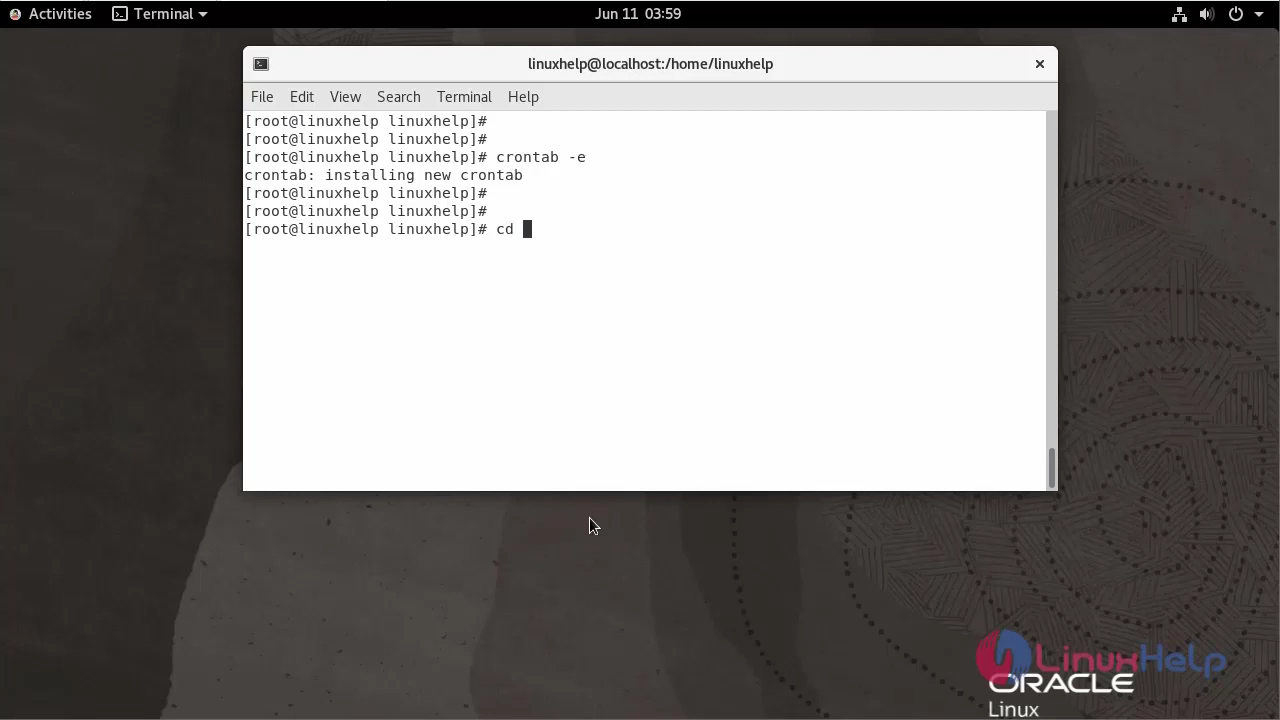 Activities Terminal Jun 11 03:59
linuxhelp@localhost:/home/linuxhelp
File Edit View Search Terminal Help
[root@linuxhelp linuxhelp]#
[root@linuxhelp linuxhelp]#
[root@linuxhelp linuxhelp]# crontab -e
crontab: installing new crontab
[root@linuxhelp linuxhelp]#
[root@linuxhelp linuxhelp]#
[root@linuxhelp linuxhelp]# cd
LinuxHelp
ORACLE
Linux